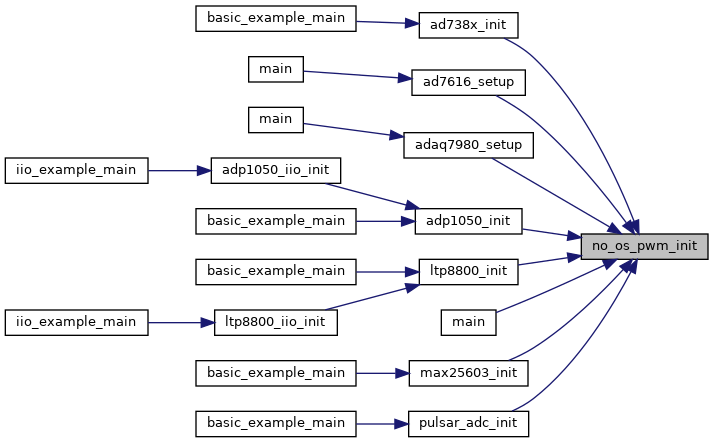 basic_example_main
ad738x_init
main
ad7616_setup
main
adaq7980_setup
iio_example_main
adp1050_iio_init
basic_example_main
adp1050_init
no_os_pwm_init
basic_example_main
ltp8800_init
iio_example_main
ltp8800_iio_init
main
basic_example_main
max25603_init
basic_example_main
pulsar_adc_init